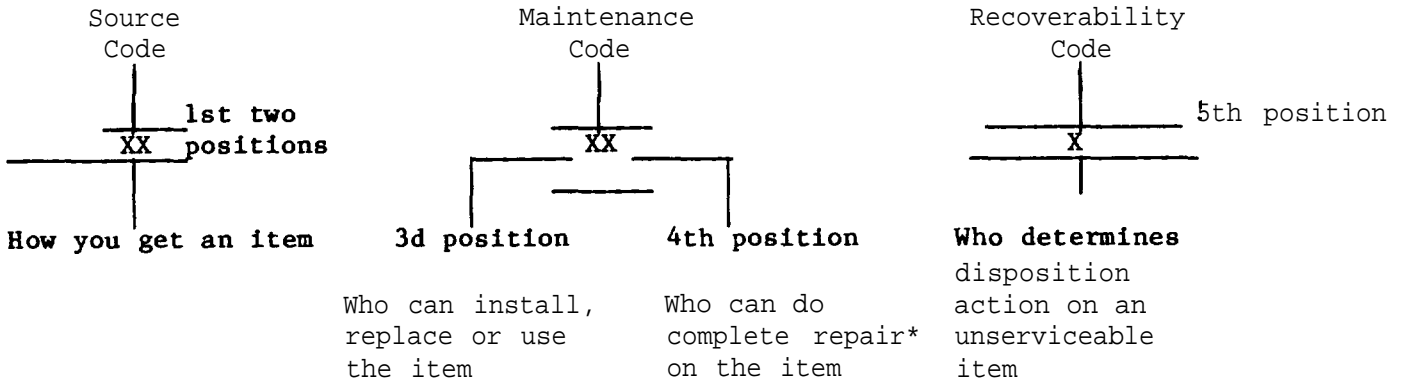 Source
Code
1st two
XX positions
How you get an item
Maintenance
Code
XX
3d position
Who can install,
replace or use
the item
4th position
Who can do
complete repair*
on the item
Recoverability
Code
5th position
X
Who determines
disposition
action on an
unserviceable
item